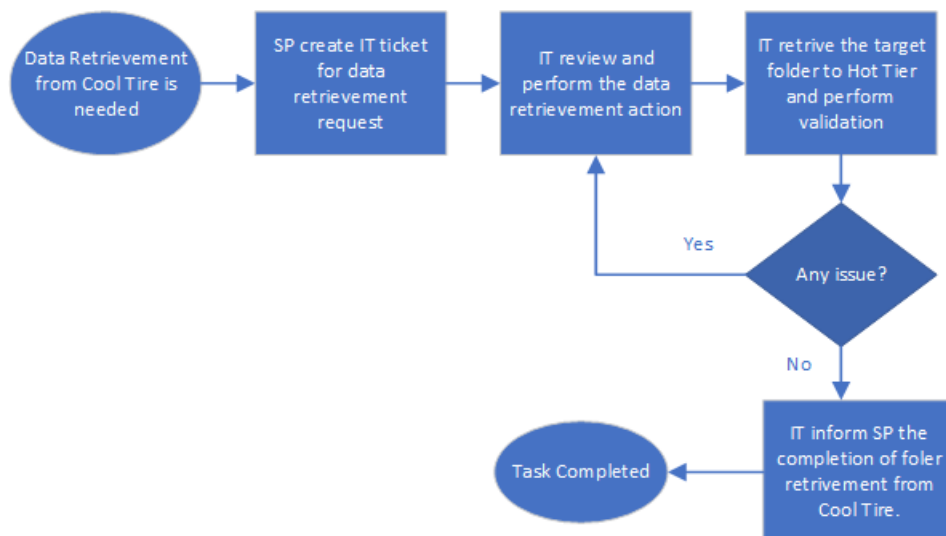 Data Retrievement
from Cool Tire is
needed
SP create IT ticket
for data
retrievement
request
IT review and
perform the data
retrievement action
IT retrive the target
folder to Hot Tier
and perform
validation
Yes
Any issue?
No
IT inform SP the
completion of foler
retrivement from
Cool Tire.
Task Completed